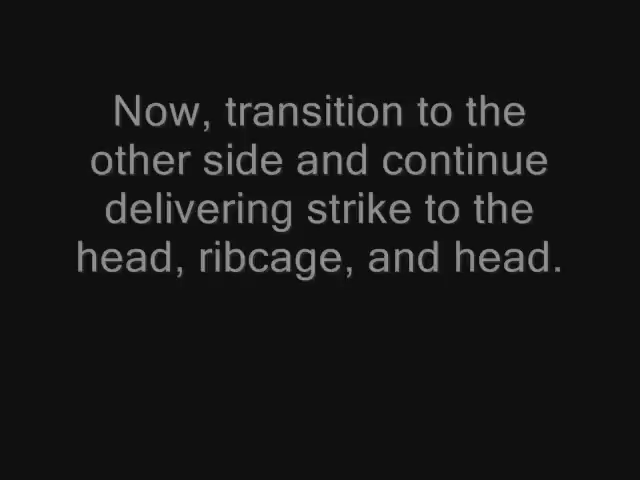 Now, transition to the
other side and continue
delivering strike to the
head, ribcage, and head.